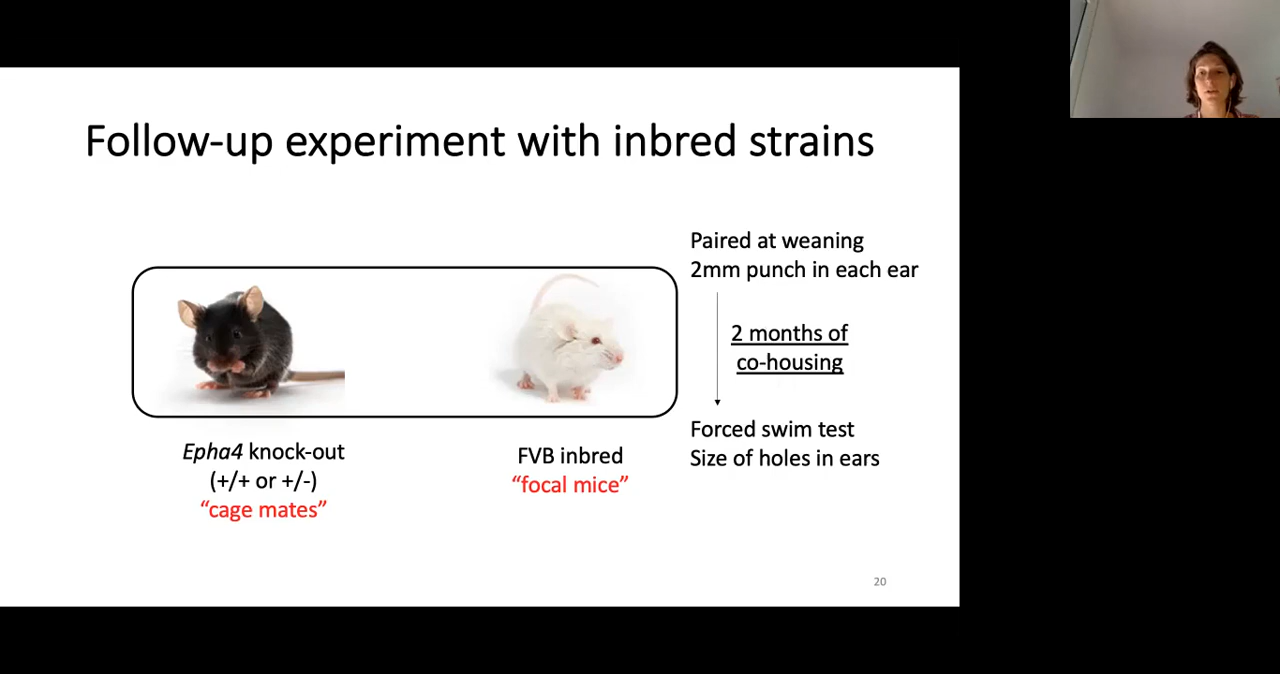 Follow-up experiment with inbred strains
Paired at weaning
2mm punch in each ear
2 months of
co-housing
Forced swim test
Size of holes in ears
Epha4 knock-out
(+/+ or +/-)
“cage mates”
FVB inbred
“focal mice”
20